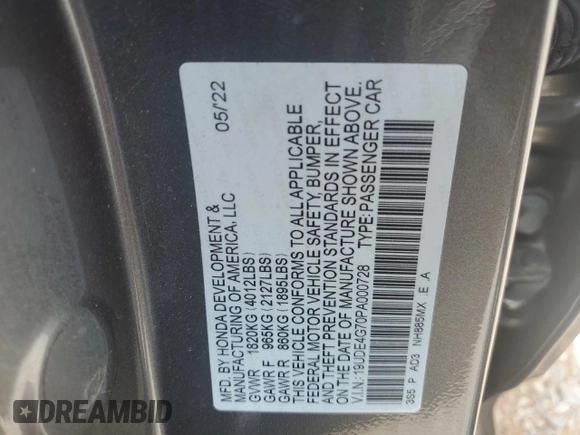 MFD. BY HONDA DEVELOPMENT & 05/22
MANUFACTURING OF AMERICA, LLC
GVWR 1820KG (4012LBS)
GAWR F 965KG (2127LBS)
GAWR R 860KG (1895LBS)
THIS VEHICLE CONFORMS TO ALL APPLICABLE
FEDERAL MOTOR VEHICLE SAFETY, BUMPER,
AND THEFT PREVENTION STANDARDS IN EFFECT
ON THE DATE OF MANUFACTURE SHOWN ABOVE.
V.I.N.: 19UDE4G70PA000728 TYPE: PASSENGER CAR
3S5 P A03 NH885MX .E .A
DREAMBID